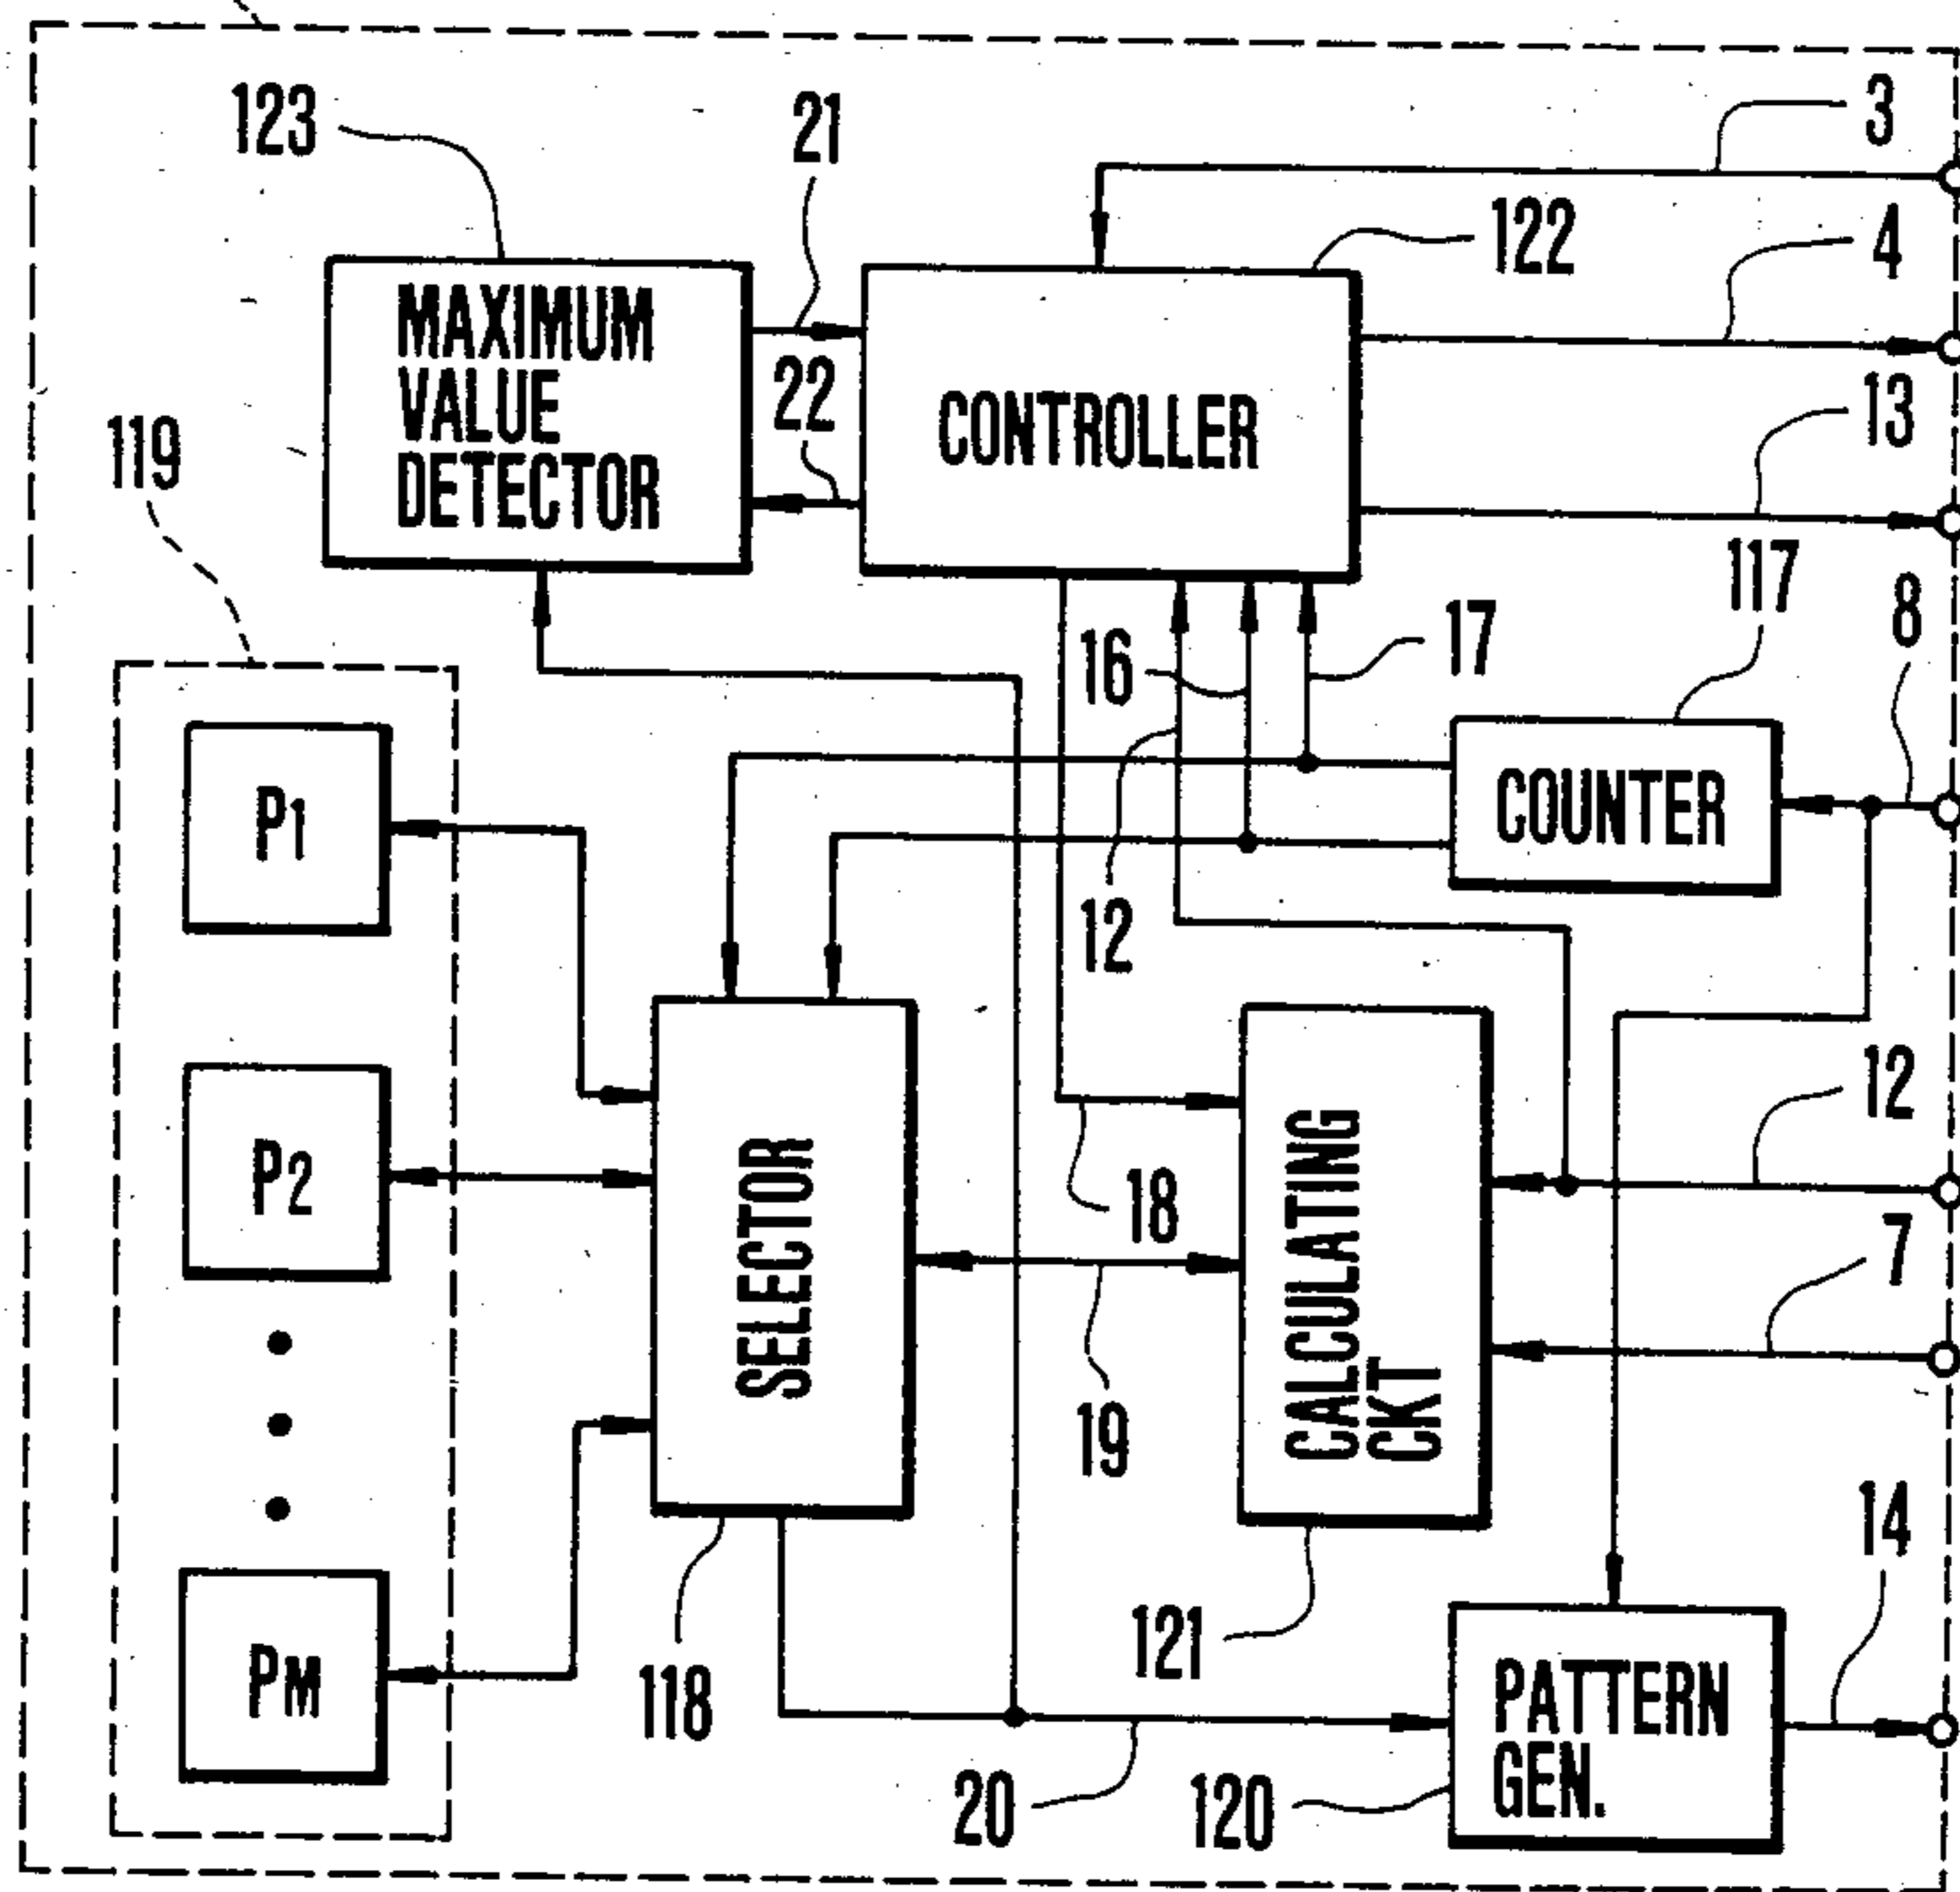 123
21
3
122
4
MAXIMUM
VALUE
DETECTOR
22
CONTROLLER
13
119
117
8
16
17
P1
COUNTER
12
12
P2
SELECTOR
18
CALCULATING
CKT
7
19
14
PM
118
121
PATTERN
GEN.
20
120